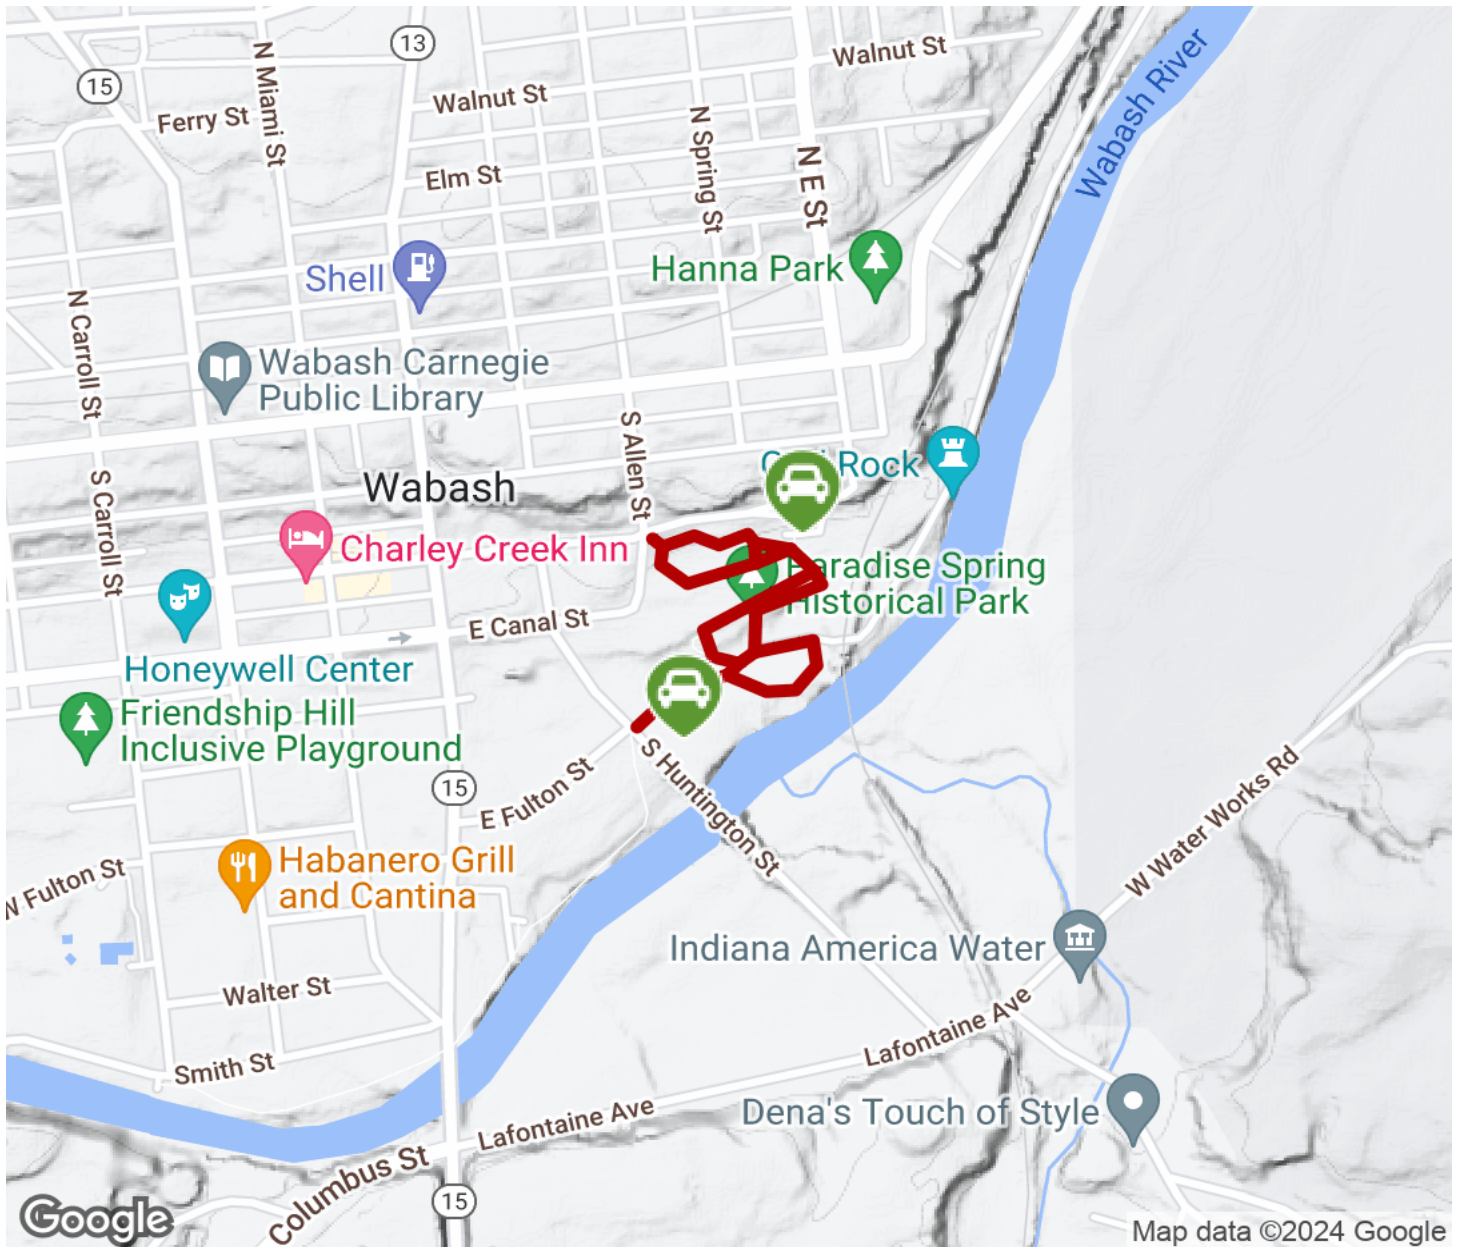 13
Walnut St
15
N Miami St
Walnut St
Ferry St
N Spring St
Wabash River
N E St
Elm St
Hanna Park
Shell
N Carroll St
Wabash Carnegie
Public Library
S Allen St
Rock
S Carroll St
Wabash
Charley Creek Inn
Paradise Spring
Historical Park
E Canal St
Honeywell Center
Friendship Hill
Inclusive Playground
15
S Huntington St
E Fulton St
W Water Works Rd
Habanero Grill
and Cantina
W Fulton St
Indiana America Water
Walter St
Lafontaine Ave
Smith St
Dena's Touch of Style
Lafontaine Ave
Columbus St
15
Google
Map data ©2024 Google